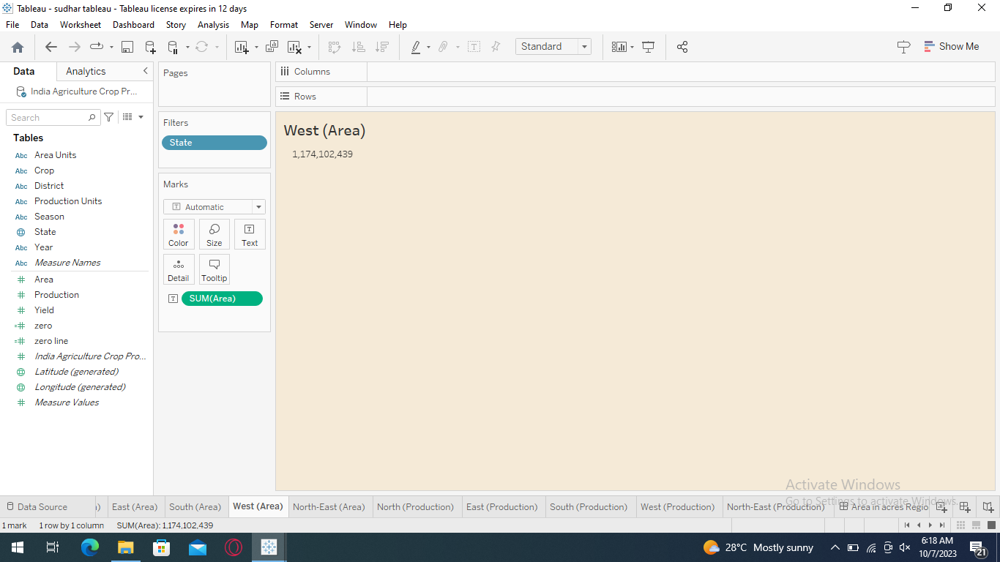 Tableau - sudhar tableau - Tableau license expires in 12 days
File Data Worksheet Dashboard Story Analysis Map Format Server Window Help
Standard
Show Me
Data Analytics
India Agriculture Crop Pr...
Search
Tables
Abc Area Units
Abc Crop
Abc District
Abc Production Units
Abc Season
State
Abc Year
Abc Measure Names
Area
Production
Yield
zero
zero line
India Agriculture Crop Pro...
Latitude (generated)
Longitude (generated)
Measure Values
Pages
Filters
State
Marks
T Automatic
Color Size Text
Detail Tooltip
T SUM(Area)
Columns
Rows
West (Area)
1,174,102,439
Activate Windows
Go to Settings to activate Windows.
Data Source East (Area) South (Area) West (Area) North-East (Area) North (Production) East (Production) South (Production) West (Production) North-East (Production) Area in acres Regio
1 mark 1 row by 1 column SUM(Area): 1,174,102,439
28°C Mostly sunny
6:18 AM
10/7/2023
21